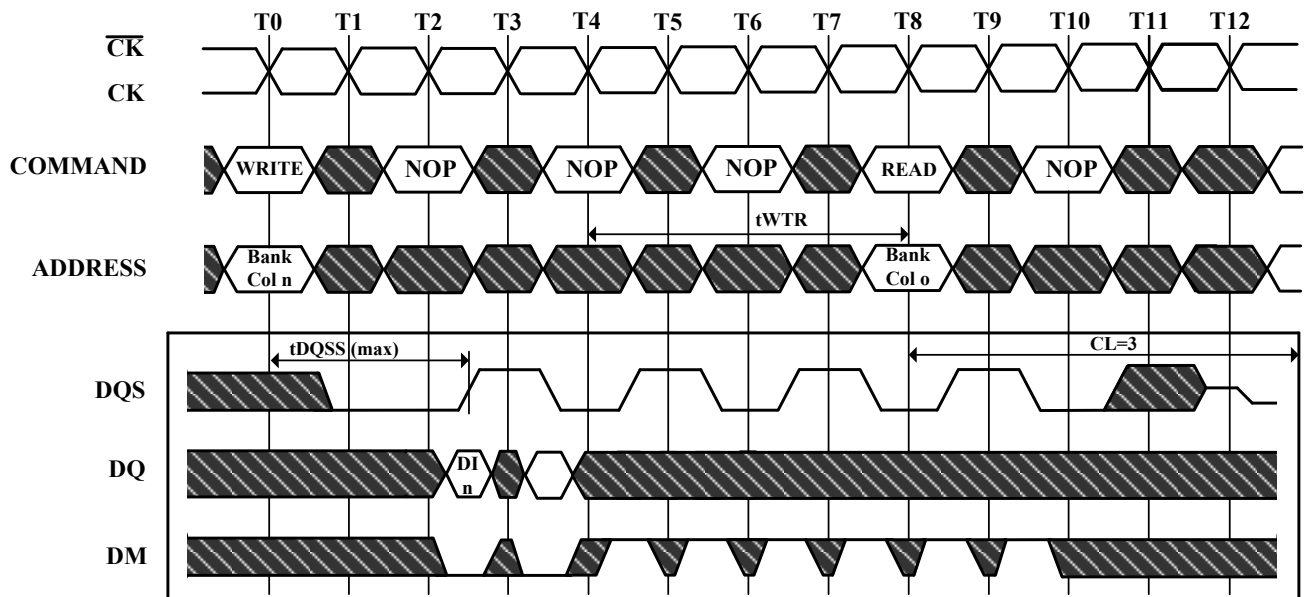 T0 T1 T2 T3 T4 T5 T6 T7 T8 T9 T10 T11 T12
CK
CK
COMMAND WRITE NOP NOP NOP READ NOP
tWTR
ADDRESS Bank Col n Bank Col o
tDQSS (max) CL=3
DQS
DQ DI n
DM